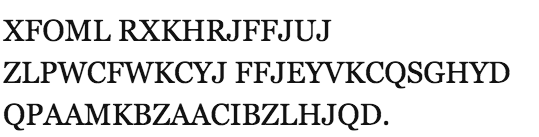 XFOML RXKHRJFFJUJ
ZLPWCFWKCYJ FFJEYVKCQSGHYD
QPAAMKBZAACIBZLHJQD.